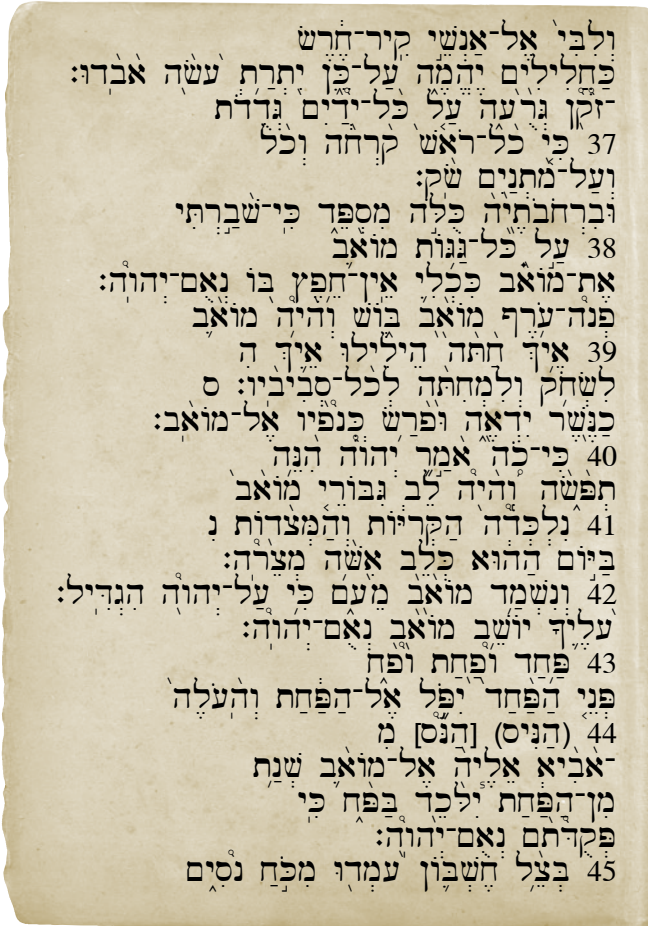 וְלִבִּי֙ אֶל־אַנְשֵׁ֣י קִֽיר־חֶ֔רֶשׂ
כַּחֲלִילִ֖ים יֶֽהֱמֶ֑ה עַל־כֵּ֛ן יִתְרַ֥ת עָשָׂ֖ה אָבָֽדוּ׃
־זָקָ֖ן גְּרֻעָ֑ה עַ֤ל כָּל־יָדַ֙יִם֙ גְּדֻדֹ֔ת
37 כִּ֤י כָל־רֹאשׁ֙ קָרְחָ֔ה וְכָל
וְעַל־מָתְנַ֖יִם שָֽׂק׃
וּבִרְחֹבֹתֶ֖יהָ כֻּלֹּ֣ה מִסְפֵּ֑ד כִּֽי־שָׁבַ֣רְתִּי
38 עַ֣ל כָּל־גַּגּ֥וֹת מוֹאָ֛ב
אֶת־מוֹאָ֗ב כִּכְלִ֛י אֵֽין־חֵ֥פֶץ בּ֖וֹ נְאֻם־יְהוָֽה׃
פְנָה־עֹ֥רֶף מוֹאָ֖ב בּ֑וֹשׁ וְהָיָ֥ה מוֹאָ֛ב
39 אֵ֥יךְ חַ֙תָּה֙ הֵילִ֔ילוּ אֵ֛יךְ הִ
לִשְׂחֹ֥ק וְלִמְחִתָּ֖ה לְכָל־סְבִיבָֽיו׃ ס
כַנֶּ֖שֶׁר יִדְאֶ֑ה וּפָרַ֥שׂ כְּנָפָ֖יו אֶל־מוֹאָֽב׃
40 כִּי־כֹה֙ אָמַ֣ר יְהוָ֔ה הִנֵּ֥ה
תְפָּ֑שָׂה וְֽ֠הָיָה לֵ֞ב גִּבּוֹרֵ֤י מוֹאָב֙
41 נִלְכְּדָה֙ הַקְּרִיּ֔וֹת וְהַמְּצָד֖וֹת נִ
בַּיּ֣וֹם הַה֔וּא כְּלֵ֖ב אִשָּׁ֥ה מְצֵרָֽה׃
42 וְנִשְׁמַ֥ד מוֹאָ֖ב מֵעָ֑ם כִּ֥י עַל־יְהוָ֖ה הִגְדִּֽיל׃
עָלֶ֛יךָ יוֹשֵׁ֥ב מוֹאָ֖ב נְאֻם־יְהוָֽה׃
43 פַּ֥חַד וָפַ֖חַת וָפָ֑ח
פְּנֵ֤י הַפַּ֙חַד֙ יִפֹּ֣ל אֶל־הַפַּ֔חַת וְהָֽעֹלֶה֙
44 (הַנִּיס) [הַנָּ֞ס] מִ
־אָבִ֨יא אֵלֶ֧יהָ אֶל־מוֹאָ֛ב שְׁנַ֥ת
מִן־הַפַּ֔חַת יִלָּכֵ֖ד בַּפָּ֑ח כִּֽי
פְּקֻדָּתָ֖ם נְאֻם־יְהוָֽה׃
45 בְּצֵ֥ל חֶשְׁבּ֛וֹן עָמְד֖וּ מִכֹּ֣חַ נָסִ֑ים